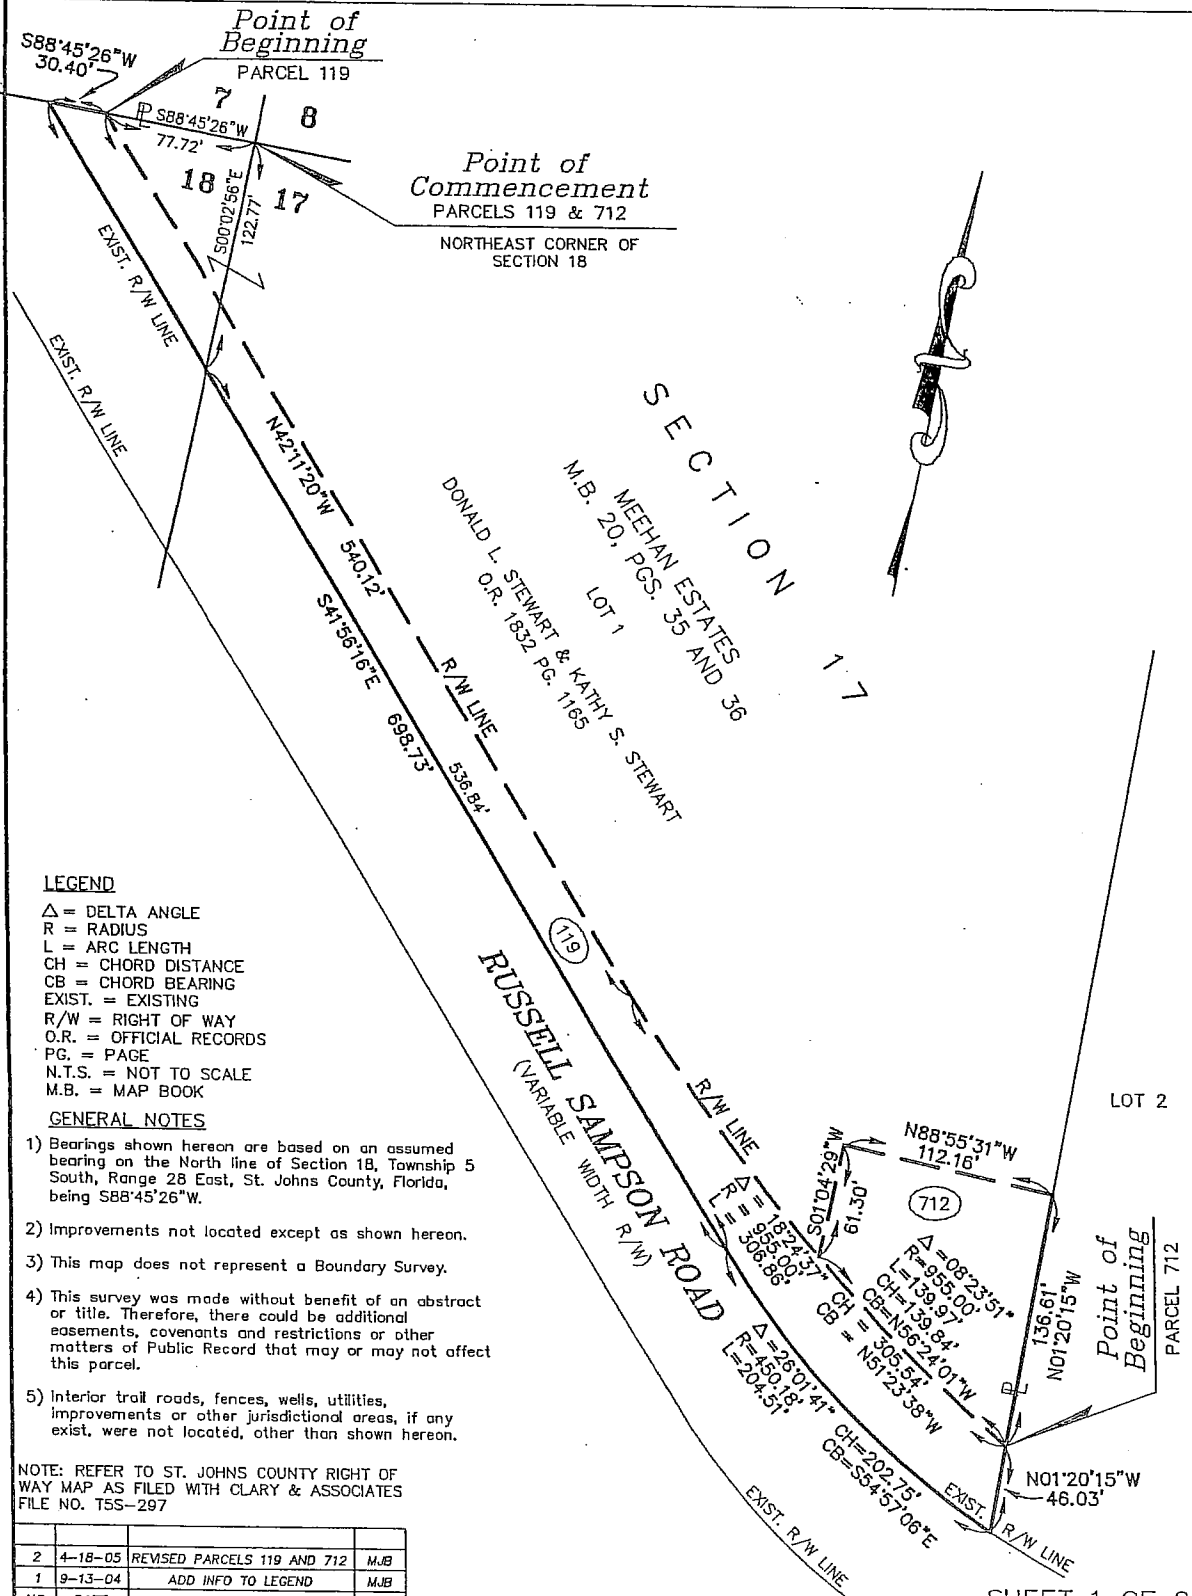 Point of
Beginning
PARCEL 119
S88°45'26"W
30.40'
7
8
P
L
S88°45'26"W
77.72'
18
17
Point of
Commencement
PARCELS 119 & 712
NORTHEAST CORNER OF
SECTION 18
S00°02'56"E
122.77'
EXIST. R/W LINE
EXIST. R/W LINE
N42°11'20"W 540.12'
S41°56'16"E 698.73'
536.84'
R/W LINE
SECTION 17
MEEHAN ESTATES
M.B. 20, PGS. 35 AND 36
LOT 1
DONALD L. STEWART & KATHY S. STEWART
O.R. 1832 PG. 1165
119
RUSSELL SAMPSON ROAD
(VARIABLE WIDTH R/W)
R/W LINE
LOT 2
N88°55'31"W
112.16'
S01°04'29"W
61.30'
712
Δ = 18°24'37"
R = 955.00'
L = 306.86'
CH = 305.54'
CB = N51°23'38"W
Δ=08°23'51"
R=955.00'
L=139.97'
CH=139.84'
CB=N56°24'01"W
136.61'
N01°20'15"W
P
L
Point of
Beginning
PARCEL 712
Δ=26°01'41"
R=450.18'
L=204.51'
CH=202.75'
CB=S54°57'06"E
N01°20'15"W
46.03'
EXIST. R/W LINE
EXIST. R/W LINE
LEGEND
Δ = DELTA ANGLE
R = RADIUS
L = ARC LENGTH
CH = CHORD DISTANCE
CB = CHORD BEARING
EXIST. = EXISTING
R/W = RIGHT OF WAY
O.R. = OFFICIAL RECORDS
PG. = PAGE
N.T.S. = NOT TO SCALE
M.B. = MAP BOOK
GENERAL NOTES
1) Bearings shown hereon are based on an assumed
bearing on the North line of Section 18, Township 5
South, Range 28 East, St. Johns County, Florida,
being S88°45'26"W.
2) Improvements not located except as shown hereon.
3) This map does not represent a Boundary Survey.
4) This survey was made without benefit of an abstract
or title. Therefore, there could be additional
easements, covenants and restrictions or other
matters of Public Record that may or may not affect
this parcel.
5) Interior trail roads, fences, wells, utilities,
improvements or other jurisdictional areas, if any
exist, were not located, other than shown hereon.
NOTE: REFER TO ST. JOHNS COUNTY RIGHT OF
WAY MAP AS FILED WITH CLARY & ASSOCIATES
FILE NO. T5S-297
2 4-18-05 REVISED PARCELS 119 AND 712 MJB
1 9-13-04 ADD INFO TO LEGEND MJB